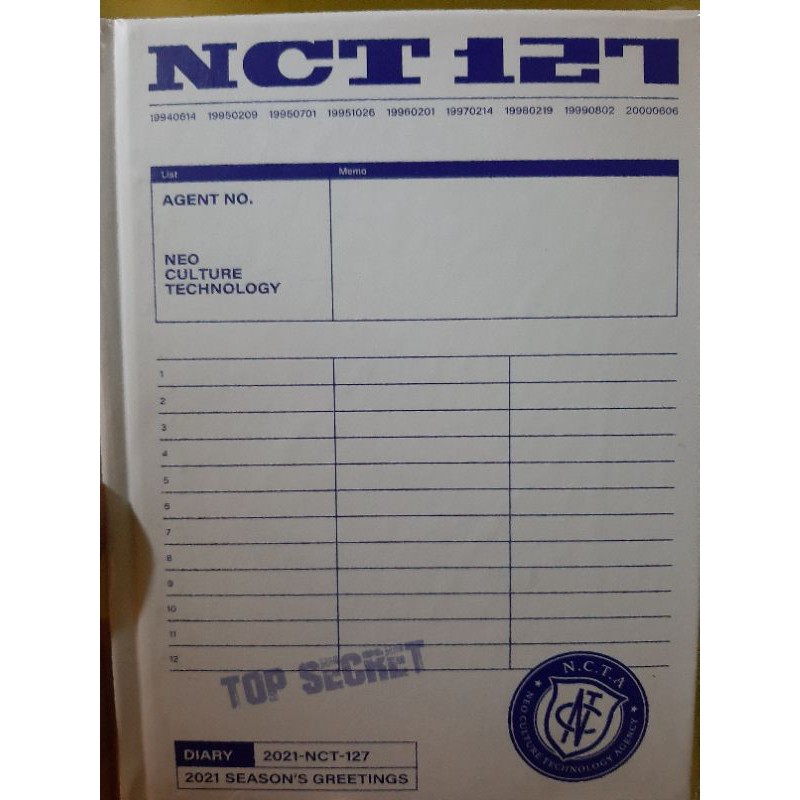 NCT 127
19940614 19950209 19950701 19951026 19960201 19970214 19980219 19990802 20000606
List Memo
AGENT NO.
NEO
CULTURE
TECHNOLOGY
1
2
3
4
5
6
7
8
9
10
11
12
TOP SECRET
N.C.T.A
NEO CULTURE TECHNOLOGY AGENCY
NCT
DIARY 2021-NCT-127
2021 SEASON'S GREETINGS